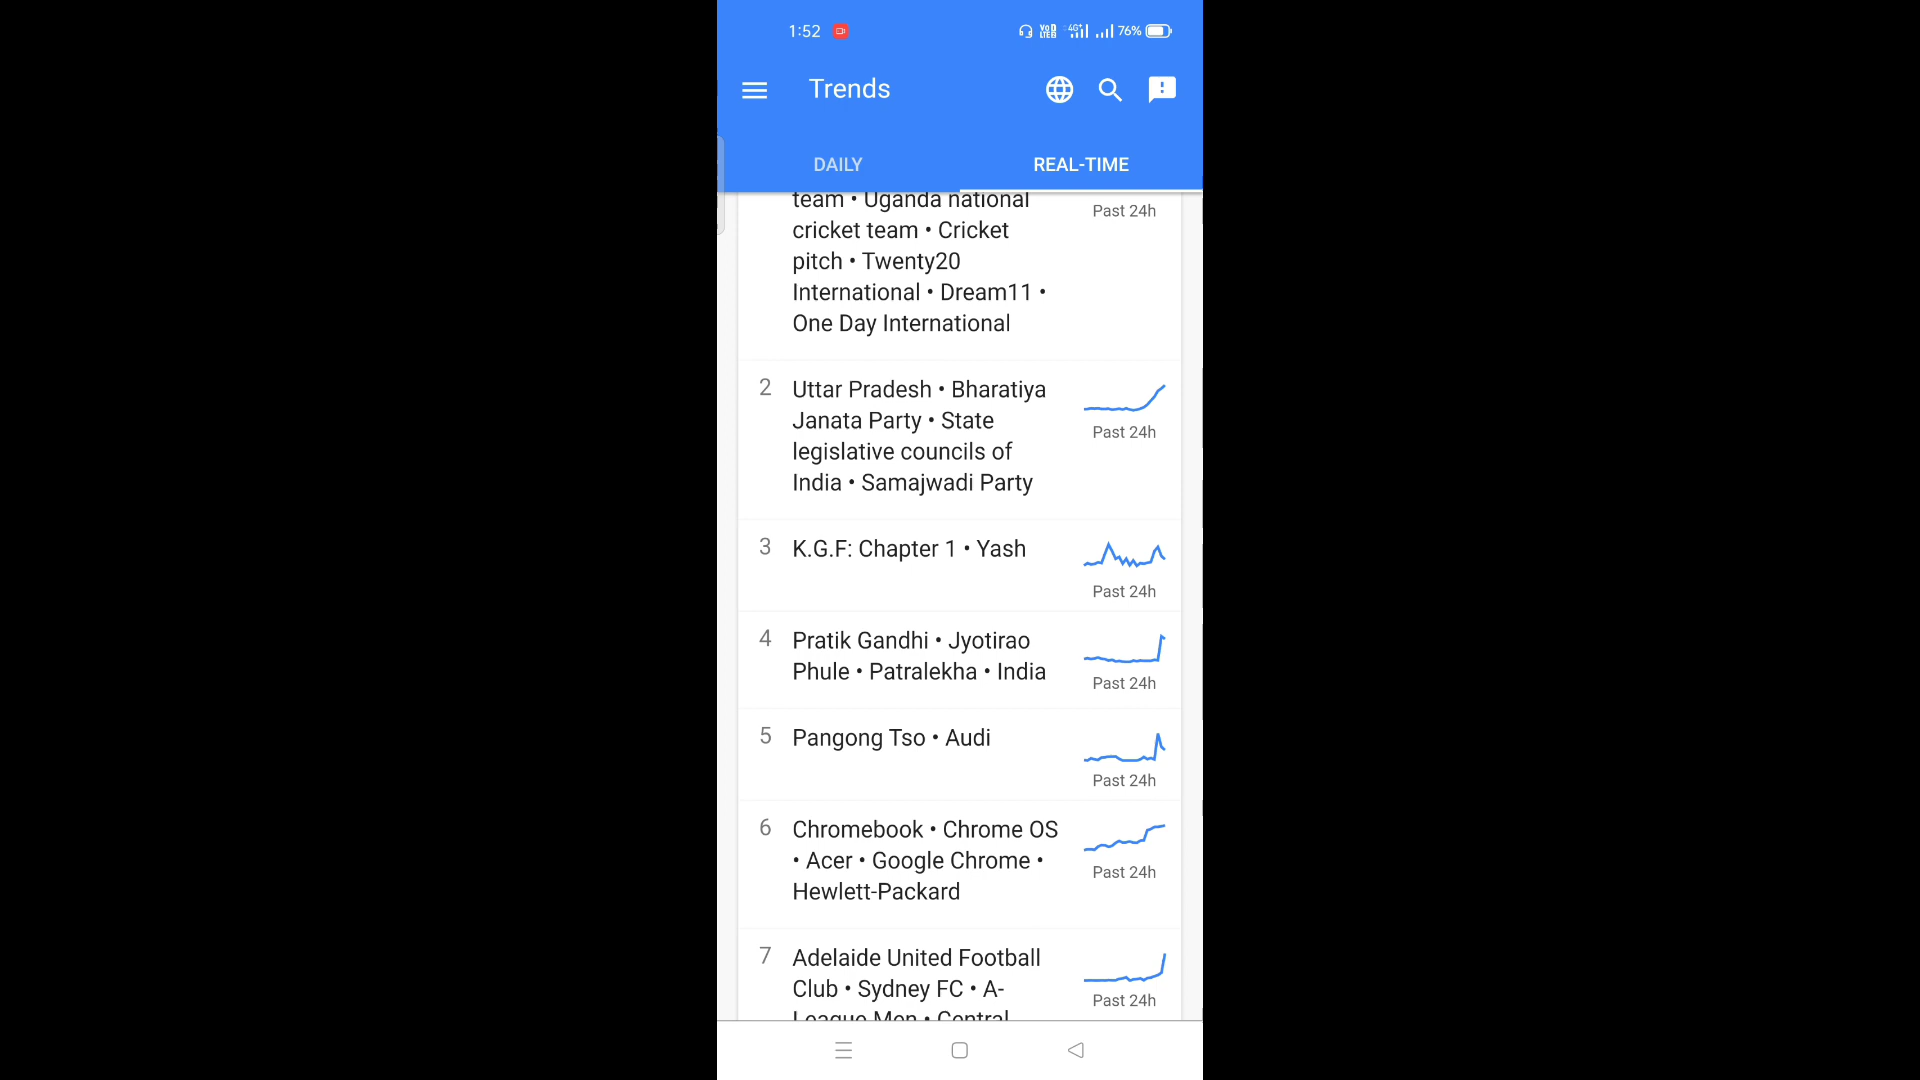 1:52
4G+
76%
Trends
DAILY
REAL-TIME
team • Uganda national
cricket team • Cricket
pitch • Twenty20
International • Dream11 •
One Day International
Past 24h
2
Uttar Pradesh • Bharatiya
Janata Party • State
legislative councils of
India • Samajwadi Party
Past 24h
3
K.G.F: Chapter 1 • Yash
Past 24h
4
Pratik Gandhi • Jyotirao
Phule • Patralekha • India
Past 24h
5
Pangong Tso • Audi
Past 24h
6
Chromebook • Chrome OS
• Acer • Google Chrome •
Hewlett-Packard
Past 24h
7
Adelaide United Football
Club • Sydney FC • A-
League Men • Central
Past 24h